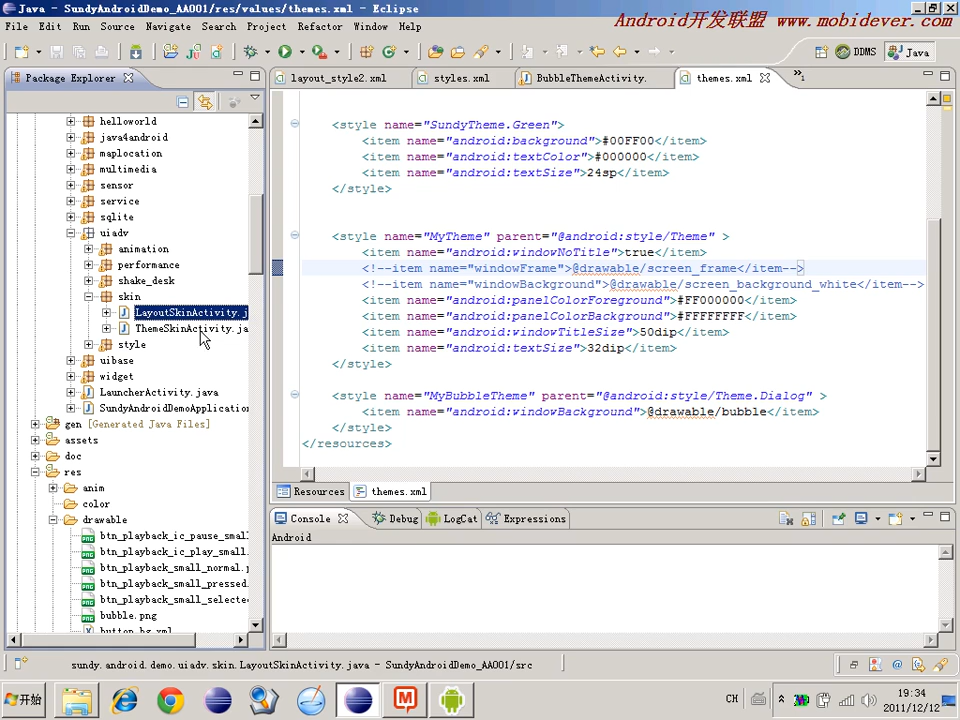 Java - SundyAndroidDemo_AA001/res/values/themes.xml - Eclipse
Android开发联盟 www.mobidever.com
File Edit Run Source Navigate Search Project Refactor Window Help
DDMS Java
Package Explorer
layout_style2.xml styles.xml BubbleThemeActivity. themes.xml »1
helloworld
java4android
maplocation
multimedia
sensor
service
sqlite
uiadv
animation
performance
shake_desk
skin
LayoutSkinActivity.j
ThemeSkinActivity.ja
style
uibase
widget
LauncherActivity.java
SundyAndroidDemoApplication
gen [Generated Java Files]
assets
doc
res
anim
color
drawable
btn_playback_ic_pause_small
btn_playback_ic_play_small.
btn_playback_small_normal.p
btn_playback_small_pressed.
btn_playback_small_selected
bubble.png
button_bg.xml
<style name="SundyTheme.Green">
<item name="android:background">#00FF00</item>
<item name="android:textColor">#000000</item>
<item name="android:textSize">24sp</item>
</style>
<style name="MyTheme" parent="@android:style/Theme" >
<item name="android:windowNoTitle">true</item>
<!--item name="windowFrame">@drawable/screen_frame</item-->
<!--item name="windowBackground">@drawable/screen_background_white</item-->
<item name="android:panelColorForeground">#FF000000</item>
<item name="android:panelColorBackground">#FFFFFFFF</item>
<item name="android:windowTitleSize">50dip</item>
<item name="android:textSize">32dip</item>
</style>
<style name="MyBubbleTheme" parent="@android:style/Theme.Dialog" >
<item name="android:windowBackground">@drawable/bubble</item>
</style>
</resources>
Resources themes.xml
Console Debug LogCat Expressions
Android
sundy.android.demo.uiadv.skin.LayoutSkinActivity.java - SundyAndroidDemo_AA001/src
开始
CH
19:34
2011/12/12